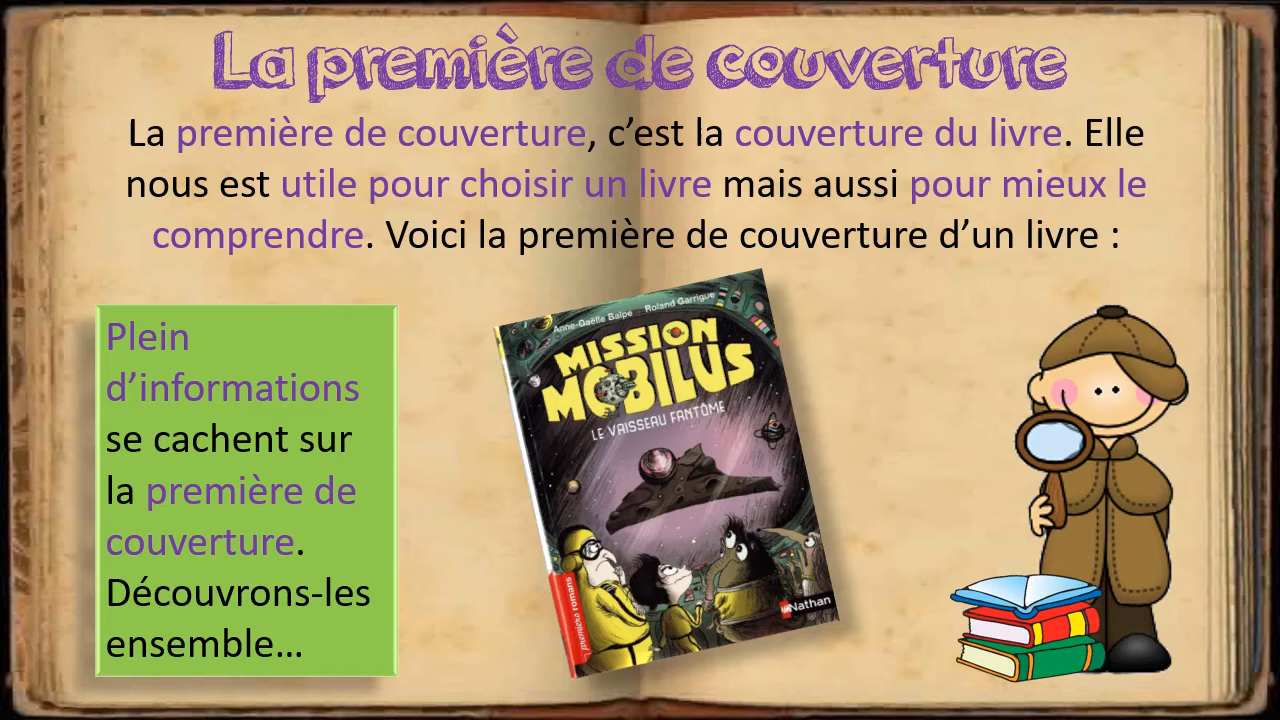 La première de couverture
La première de couverture, c’est la couverture du livre. Elle
nous est utile pour choisir un livre mais aussi pour mieux le
comprendre. Voici la première de couverture d’un livre :
Plein
d’informations
se cachent sur
la première de
couverture.
Découvrons-les
ensemble…
Anne-Gaëlle Balpe Roland Garrigue
MISSION
MOBILUS
LE VAISSEAU FANTÔME
premiers romans
Nathan